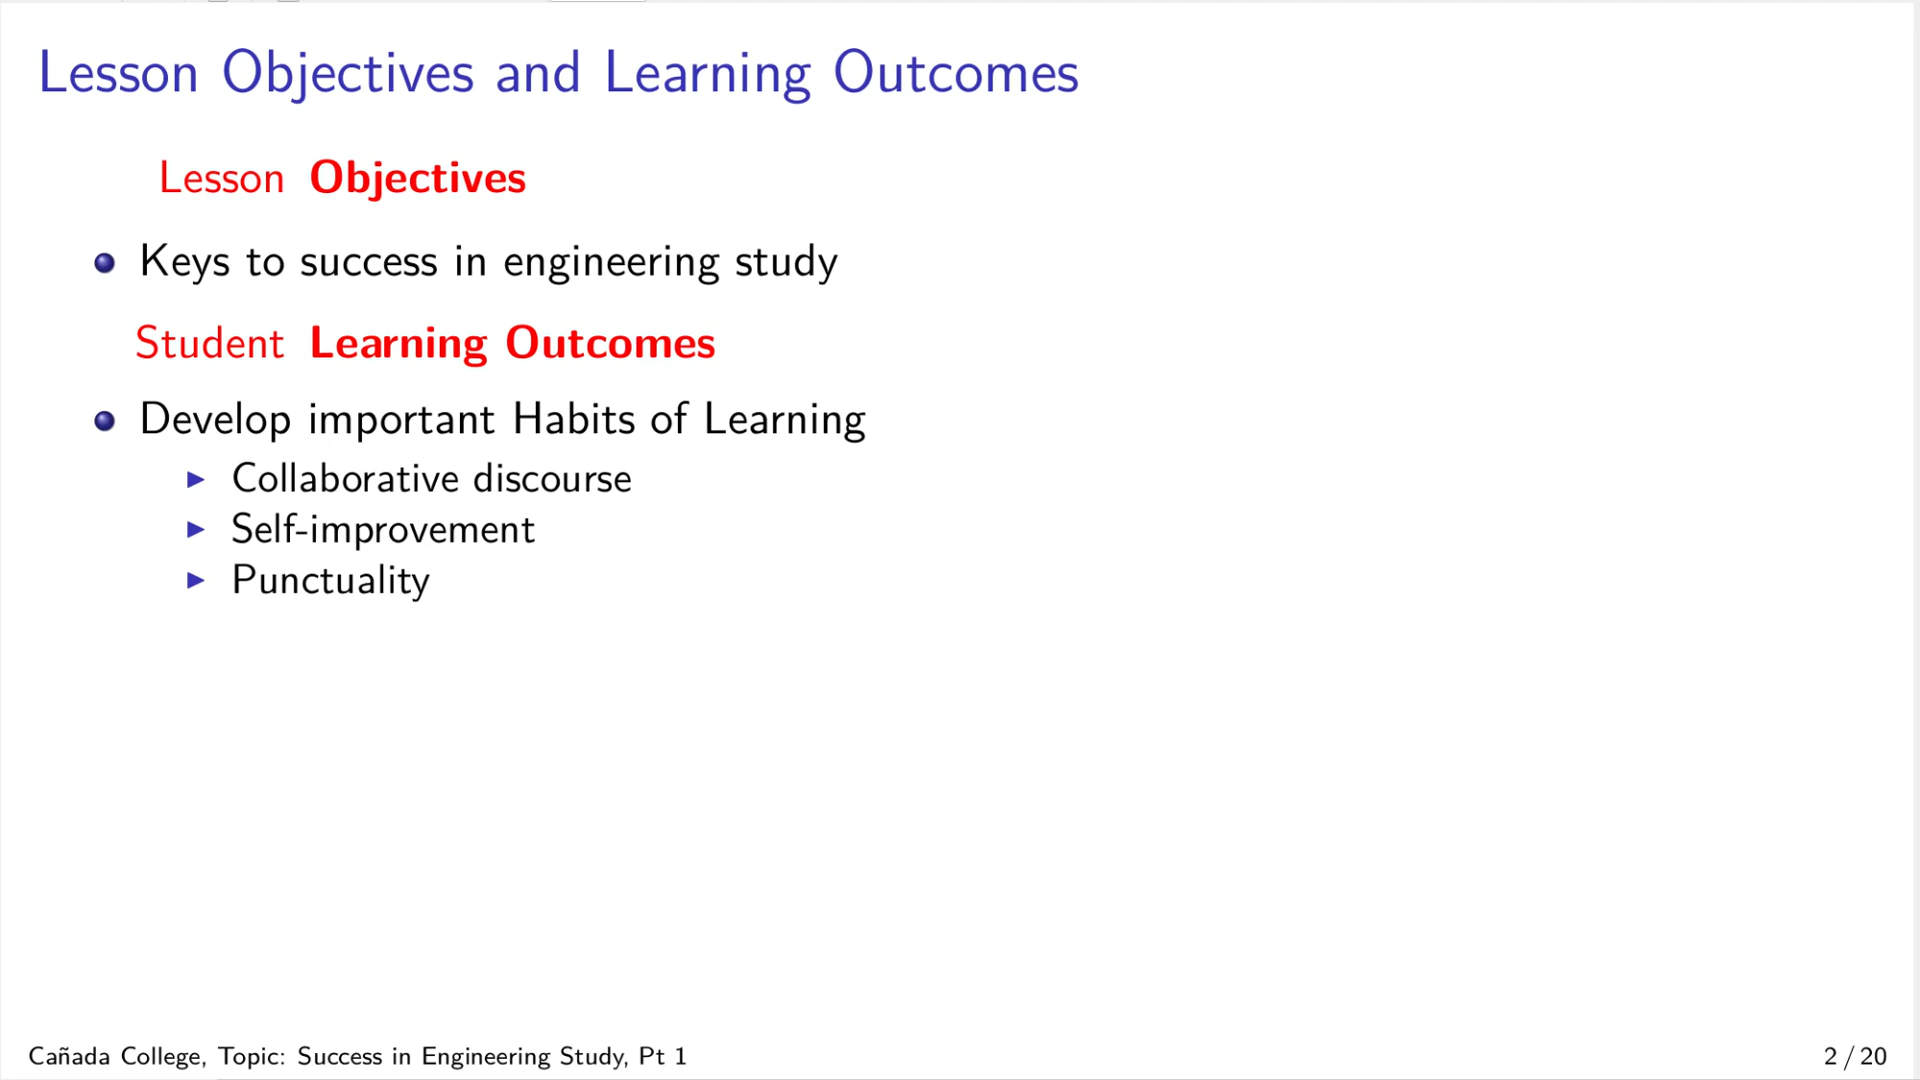 Lesson Objectives and Learning Outcomes
Lesson Objectives
Keys to success in engineering study
Student Learning Outcomes
Develop important Habits of Learning
Collaborative discourse
Self-improvement
Punctuality
Cañada College, Topic: Success in Engineering Study, Pt 1
2 / 20